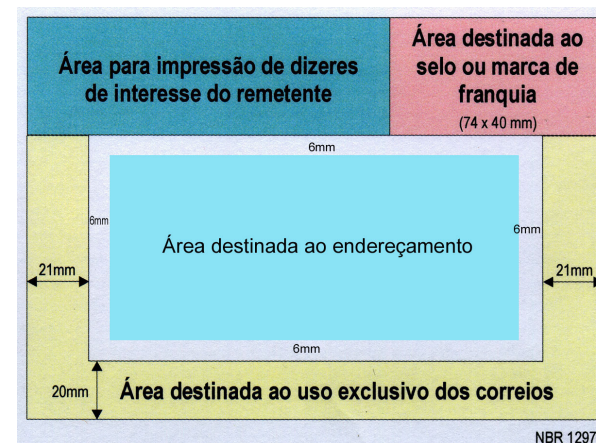 Área para impressão de dizeres
de interesse do remetente
Área destinada ao
selo ou marca de
franquia
(74 x 40 mm)
6mm
6mm
Área destinada ao endereçamento
6mm
21mm
21mm
6mm
20mm
Área destinada ao uso exclusivo dos correios
NBR 1297